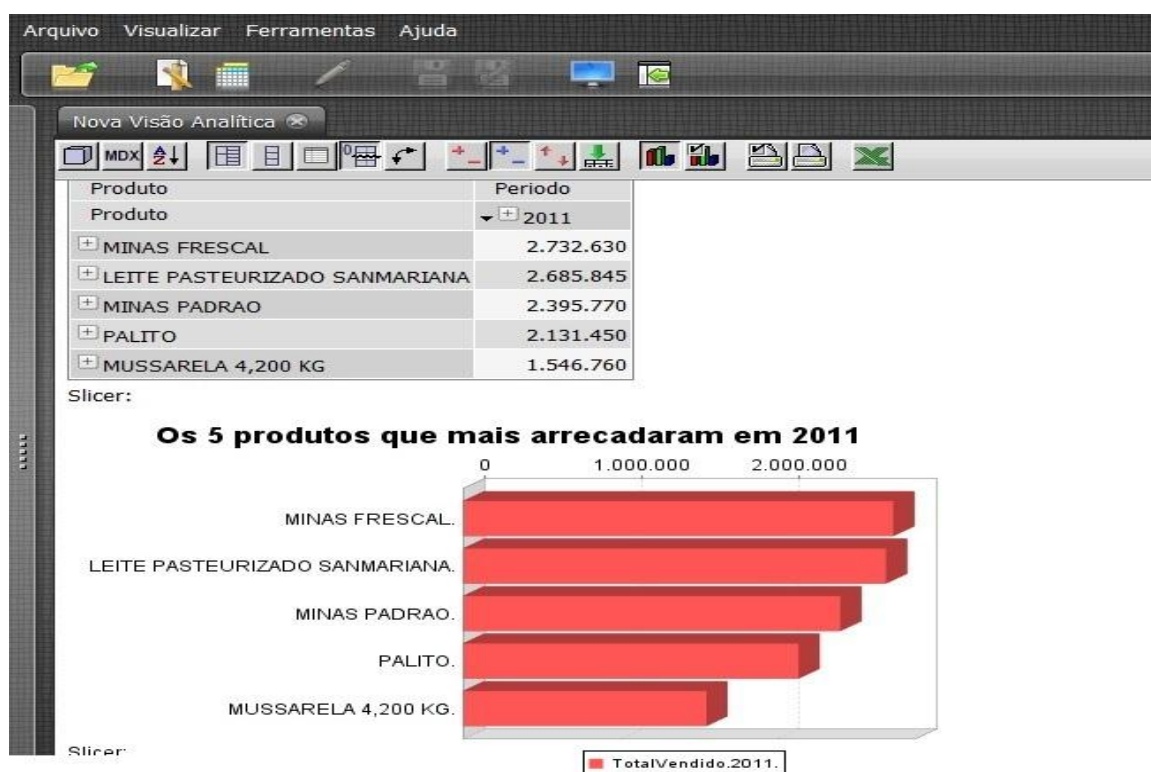 Arquivo Visualizar Ferramentas Ajuda
Nova Visão Analítica
MDX
Produto Periodo
Produto 2011
MINAS FRESCAL 2.732.630
LEITE PASTEURIZADO SANMARIANA 2.685.845
MINAS PADRAO 2.395.770
PALITO 2.131.450
MUSSARELA 4,200 KG 1.546.760
Slicer:
Os 5 produtos que mais arrecadaram em 2011
0 1.000.000 2.000.000
MINAS FRESCAL.
LEITE PASTEURIZADO SANMARIANA.
MINAS PADRAO.
PALITO.
MUSSARELA 4,200 KG.
Slicer:
TotalVendido.2011.